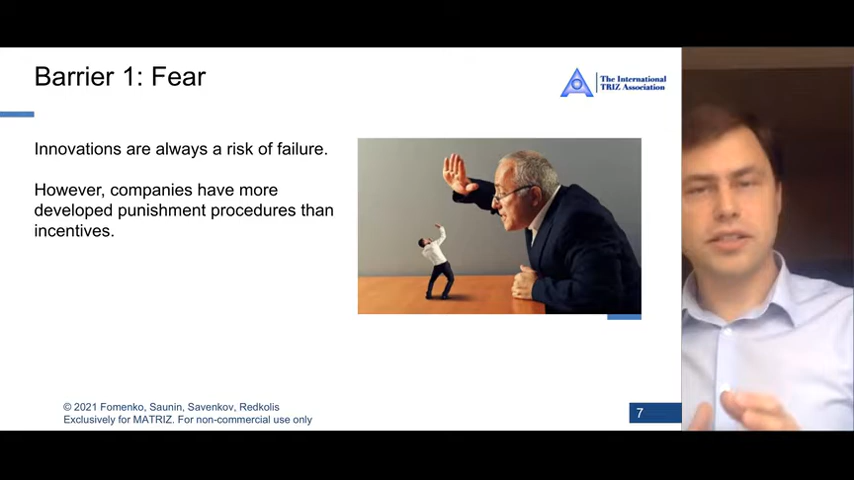 Barrier 1: Fear
The International
TRIZ Association
Innovations are always a risk of failure.
However, companies have more
developed punishment procedures than
incentives.
© 2021 Fomenko, Saunin, Savenkov, Redkolis
Exclusively for MATRIZ. For non-commercial use only
7